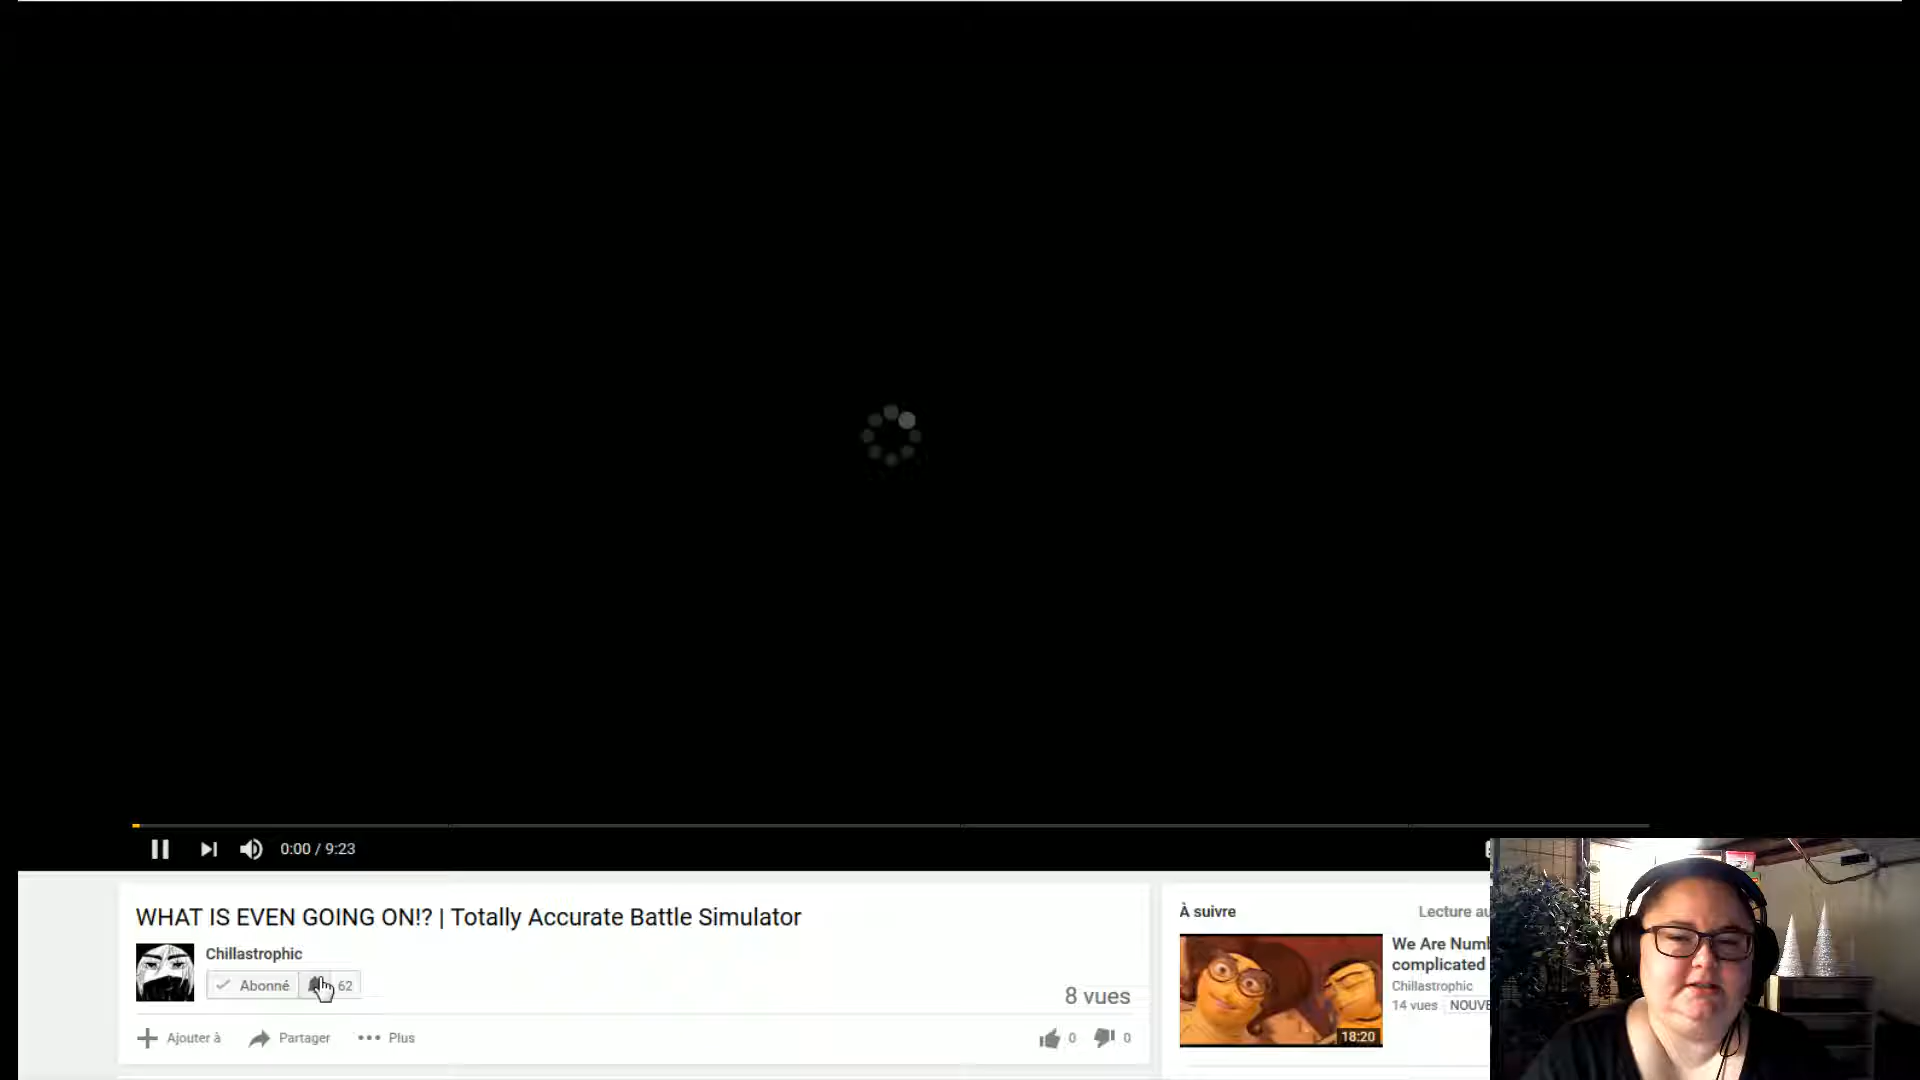 0:00 / 9:23
WHAT IS EVEN GOING ON!? | Totally Accurate Battle Simulator
Chillastrophic
Abonné
62
8 vues
Ajouter à
Partager
Plus
0
0
À suivre
Lecture
We Are
complicated
Chillastrophic
14 vues
18:20